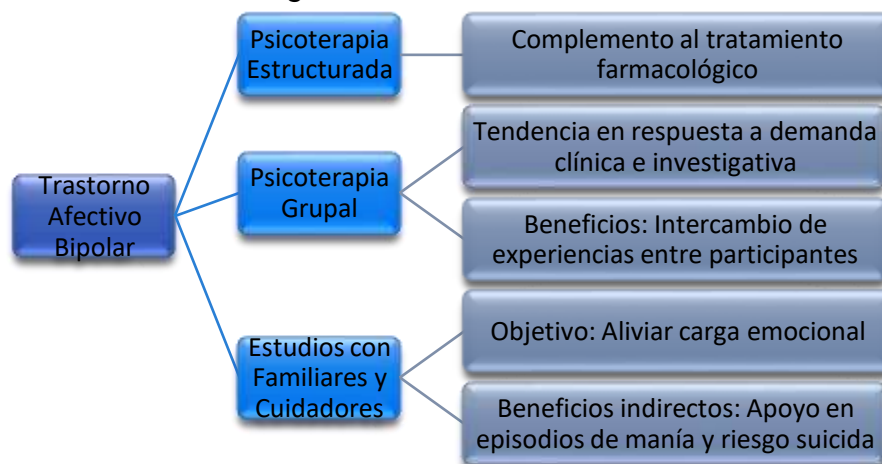 Trastorno
Afectivo
Bipolar
Psicoterapia
Estructurada
Complemento al tratamiento
farmacológico
Psicoterapia
Grupal
Tendencia en respuesta a demanda
clínica e investigativa
Beneficios: Intercambio de
experiencias entre participantes
Estudios con
Familiares y
Cuidadores
Objetivo: Aliviar carga emocional
Beneficios indirectos: Apoyo en
episodios de manía y riesgo suicida